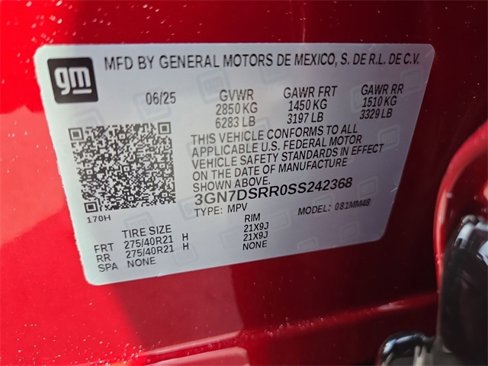 gm
MFD BY GENERAL MOTORS DE MEXICO, S. DE R.L. DE C.V.
06/25 GVWR GAWR FRT GAWR RR
2850 KG 1450 KG 1510 KG
6283 LB 3197 LB 3329 LB
THIS VEHICLE CONFORMS TO ALL
APPLICABLE U.S. FEDERAL MOTOR
VEHICLE SAFETY STANDARDS IN EFFECT
ON THE DATE OF MANUFACTURE
SHOWN ABOVE.
3GN7DSRR0SS242368
170H TYPE: MPV MODEL: 081MM48
TIRE SIZE RIM
FRT 275/40R21 H 21X9J
RR 275/40R21 H 21X9J
SPA NONE NONE